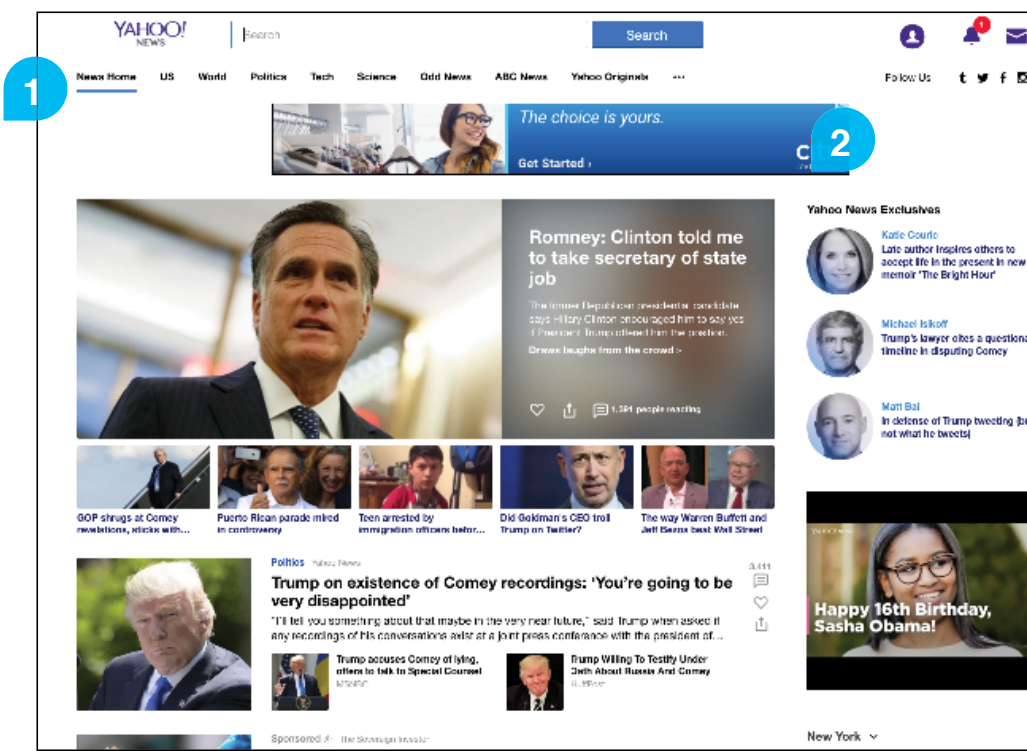 YAHOO!
NEWS
Search
Search
1
1
News Home US World Politics Tech Science Odd News ABC News Yahoo Originals ...
Follow Us
The choice is yours.
Get Started ›
2
Romney: Clinton told me
to take secretary of state
job
The former Republican presidential candidate
says Hillary Clinton encouraged him to say yes
if President Trump offered him the position.
Draws laughs from the crowd »
1,391 people reacting
Yahoo News Exclusives
Katie Couric
Late author inspires others to
accept life in the present in new
memoir 'The Bright Hour'
Michael Isikoff
Trump's lawyer cites a questiona
timeline in disputing Comey
Matt Bai
In defense of Trump tweeting (bu
not what he tweets)
GOP shrugs at Comey
revelations, sticks with...
Puerto Rican parade mired
in controversy
Teen arrested by
immigration officers befor...
Did Goldman's CEO troll
Trump on Twitter?
The way Warren Buffett and
Jeff Bezos beat Wall Street
Politics Yahoo News
Trump on existence of Comey recordings: 'You're going to be
very disappointed'
"I'll tell you something about that maybe in the very near future," said Trump when asked if
any recordings of his conversations exist at a joint press conference with the president of...
3,411
Trump accuses Comey of lying,
offers to talk to Special Counsel
MSNBC
Trump Willing To Testify Under
Oath About Russia And Comey
HuffPost
Happy 16th Birthday,
Sasha Obama!
Sponsored The Sovereign Investor
New York